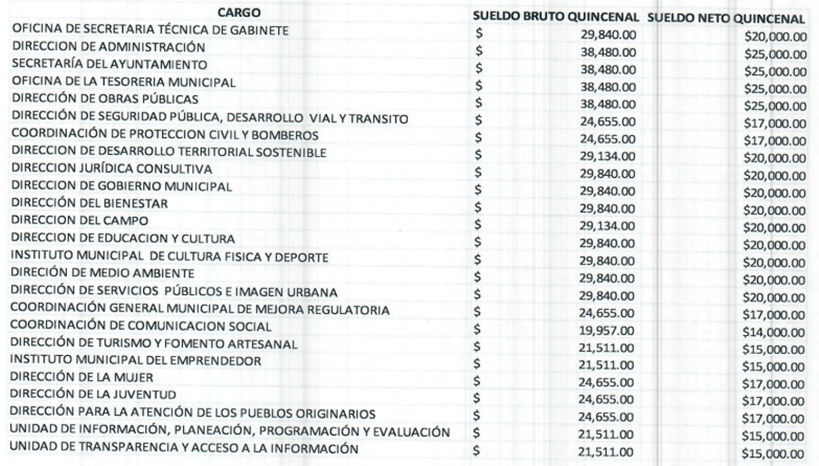 CARGO SUELDO BRUTO QUINCENAL SUELDO NETO QUINCENAL
OFICINA DE SECRETARIA TÉCNICA DE GABINETE $ 29,840.00 $20,000.00
DIRECCION DE ADMINISTRACIÓN $ 38,480.00 $25,000.00
SECRETARÍA DEL AYUNTAMIENTO $ 38,480.00 $25,000.00
OFICINA DE LA TESORERIA MUNICIPAL $ 38,480.00 $25,000.00
DIRECCIÓN DE OBRAS PÚBLICAS $ 38,480.00 $25,000.00
DIRECCIÓN DE SEGURIDAD PÚBLICA, DESARROLLO VIAL Y TRANSITO $ 24,655.00 $17,000.00
COORDINACIÓN DE PROTECCION CIVIL Y BOMBEROS $ 24,655.00 $17,000.00
DIRECCION DE DESARROLLO TERRITORIAL SOSTENIBLE $ 29,134.00 $20,000.00
DIRECCION JURÍDICA CONSULTIVA $ 29,840.00 $20,000.00
DIRECCION DE GOBIERNO MUNICIPAL $ 29,840.00 $20,000.00
DIRECCIÓN DEL BIENESTAR $ 29,840.00 $20,000.00
DIRECCION DEL CAMPO $ 29,134.00 $20,000.00
DIRECCION DE EDUCACION Y CULTURA $ 29,840.00 $20,000.00
INSTITUTO MUNICIPAL DE CULTURA FISICA Y DEPORTE $ 29,840.00 $20,000.00
DIRECIÓN DE MEDIO AMBIENTE $ 29,840.00 $20,000.00
DIRECCIÓN DE SERVICIOS PÚBLICOS E IMAGEN URBANA $ 29,840.00 $20,000.00
COORDINACIÓN GENERAL MUNICIPAL DE MEJORA REGULATORIA $ 24,655.00 $17,000.00
COORDINACIÓN DE COMUNICACION SOCIAL $ 19,957.00 $14,000.00
DIRECCIÓN DE TURISMO Y FOMENTO ARTESANAL $ 21,511.00 $15,000.00
INSTITUTO MUNICIPAL DEL EMPRENDEDOR $ 21,511.00 $15,000.00
DIRECCIÓN DE LA MUJER $ 24,655.00 $17,000.00
DIRECCIÓN DE LA JUVENTUD $ 24,655.00 $17,000.00
DIRECCIÓN PARA LA ATENCIÓN DE LOS PUEBLOS ORIGINARIOS $ 24,655.00 $17,000.00
UNIDAD DE INFORMACIÓN, PLANEACIÓN, PROGRAMACIÓN Y EVALUACIÓN $ 21,511.00 $15,000.00
UNIDAD DE TRANSPARENCIA Y ACCESO A LA INFORMACIÓN $ 21,511.00 $15,000.00